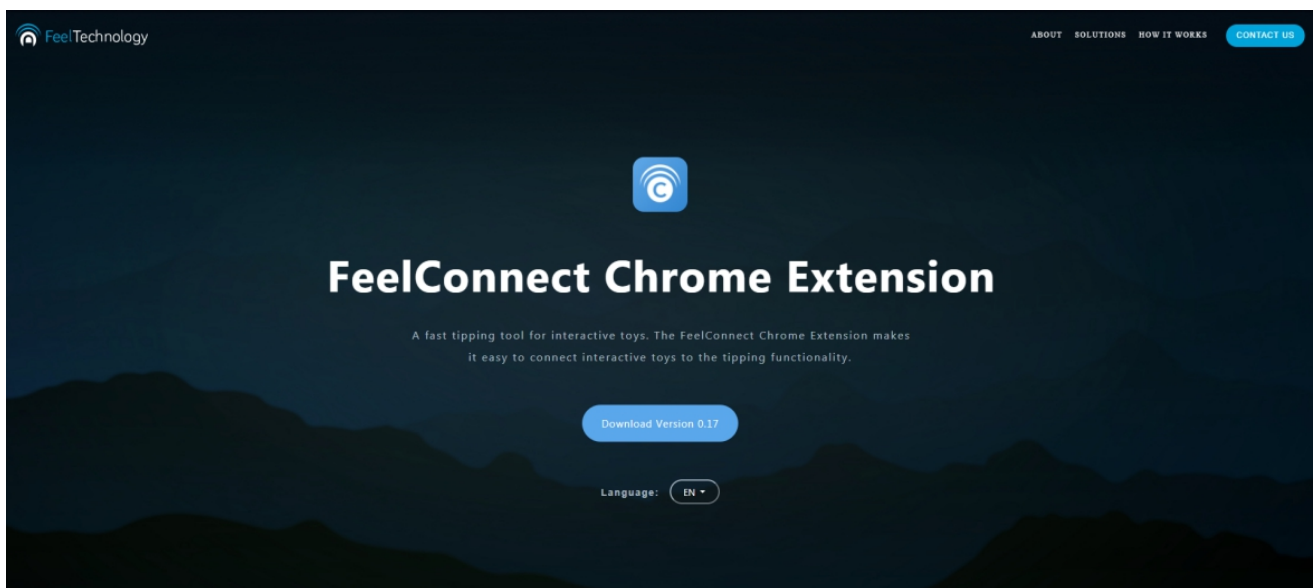 FeelTechnology
ABOUT SOLUTIONS HOW IT WORKS CONTACT US
C
FeelConnect Chrome Extension
A fast tipping tool for interactive toys. The FeelConnect Chrome Extension makes
it easy to connect interactive toys to the tipping functionality.
Download Version 0.17
Language: EN